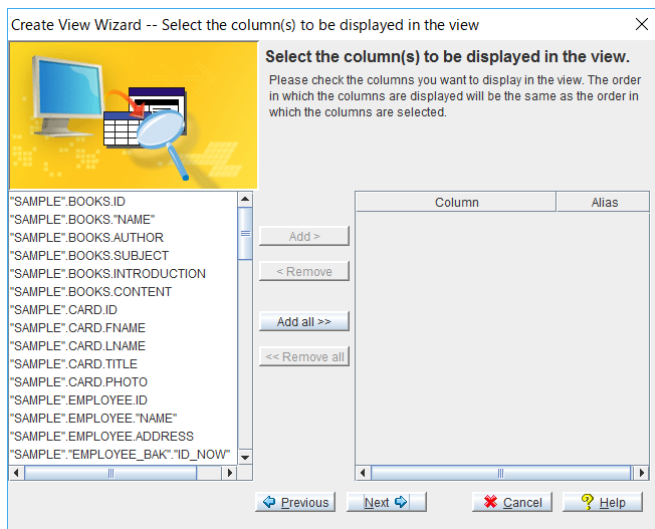 Create View Wizard -- Select the column(s) to be displayed in the view
Select the column(s) to be displayed in the view.
Please check the columns you want to display in the view. The order
in which the columns are displayed will be the same as the order in
which the columns are selected.
"SAMPLE".BOOKS.ID
"SAMPLE".BOOKS."NAME"
"SAMPLE".BOOKS.AUTHOR
"SAMPLE".BOOKS.SUBJECT
"SAMPLE".BOOKS.INTRODUCTION
"SAMPLE".BOOKS.CONTENT
"SAMPLE".CARD.ID
"SAMPLE".CARD.FNAME
"SAMPLE".CARD.LNAME
"SAMPLE".CARD.TITLE
"SAMPLE".CARD.PHOTO
"SAMPLE".EMPLOYEE.ID
"SAMPLE".EMPLOYEE."NAME"
"SAMPLE".EMPLOYEE.ADDRESS
"SAMPLE"."EMPLOYEE_BAK"."ID_NOW"
Add >
< Remove
Add all >>
<< Remove all
Column Alias
Previous Next Cancel Help